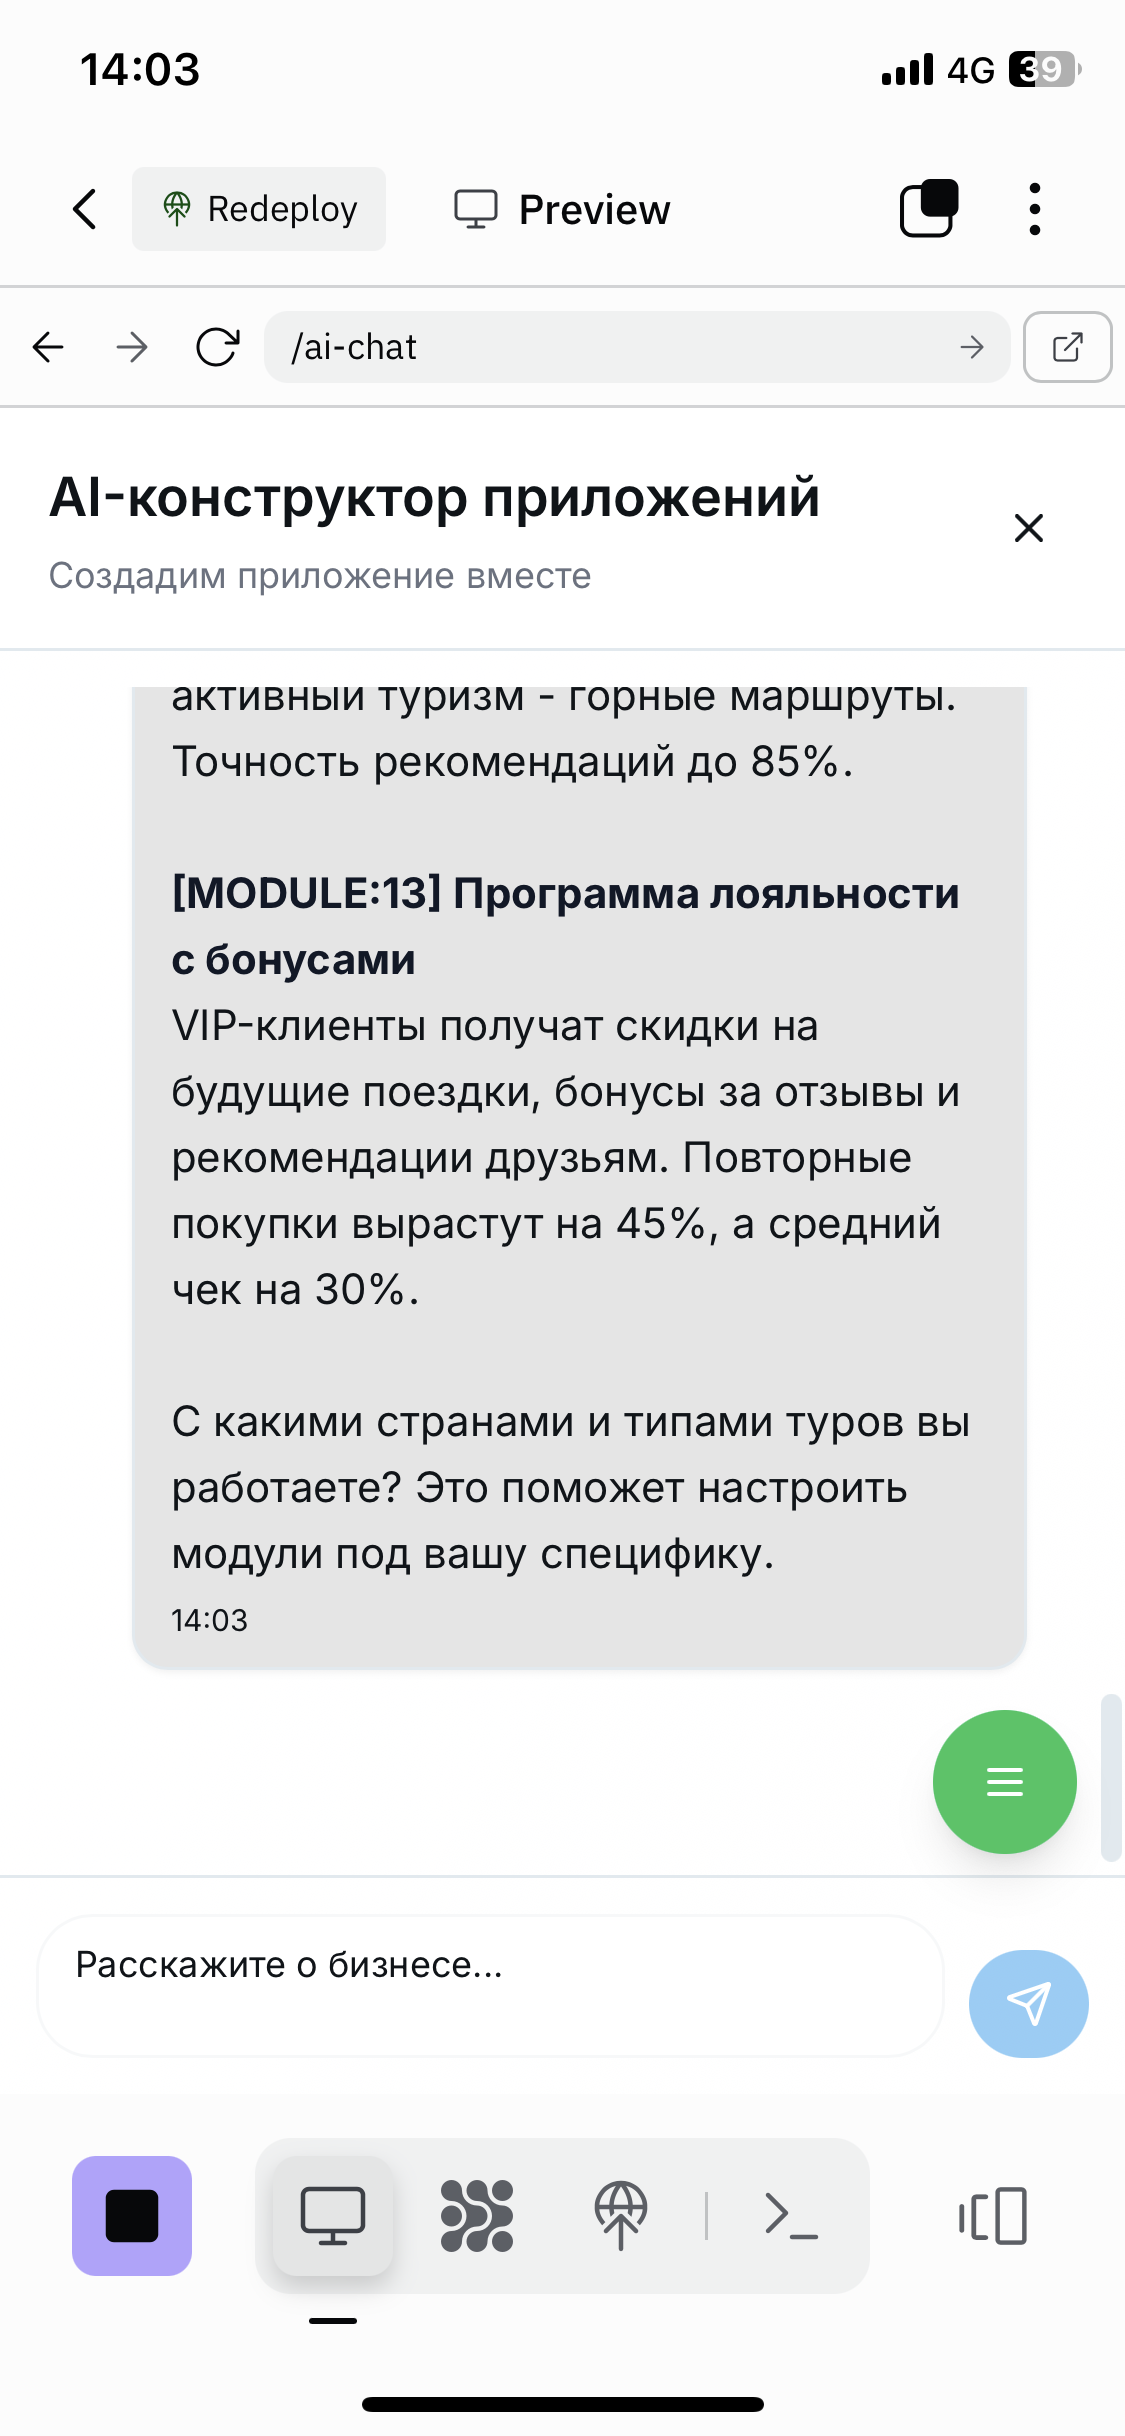 14:03
4G 39
Redeploy
Preview
/ai-chat
AI-конструктор приложений
Создадим приложение вместе
активный туризм - горные маршруты.
Точность рекомендаций до 85%.
[MODULE:13] Программа лояльности
с бонусами
VIP-клиенты получат скидки на
будущие поездки, бонусы за отзывы и
рекомендации друзьям. Повторные
покупки вырастут на 45%, а средний
чек на 30%.
С какими странами и типами туров вы
работаете? Это поможет настроить
модули под вашу специфику.
14:03
Расскажите о бизнесе...